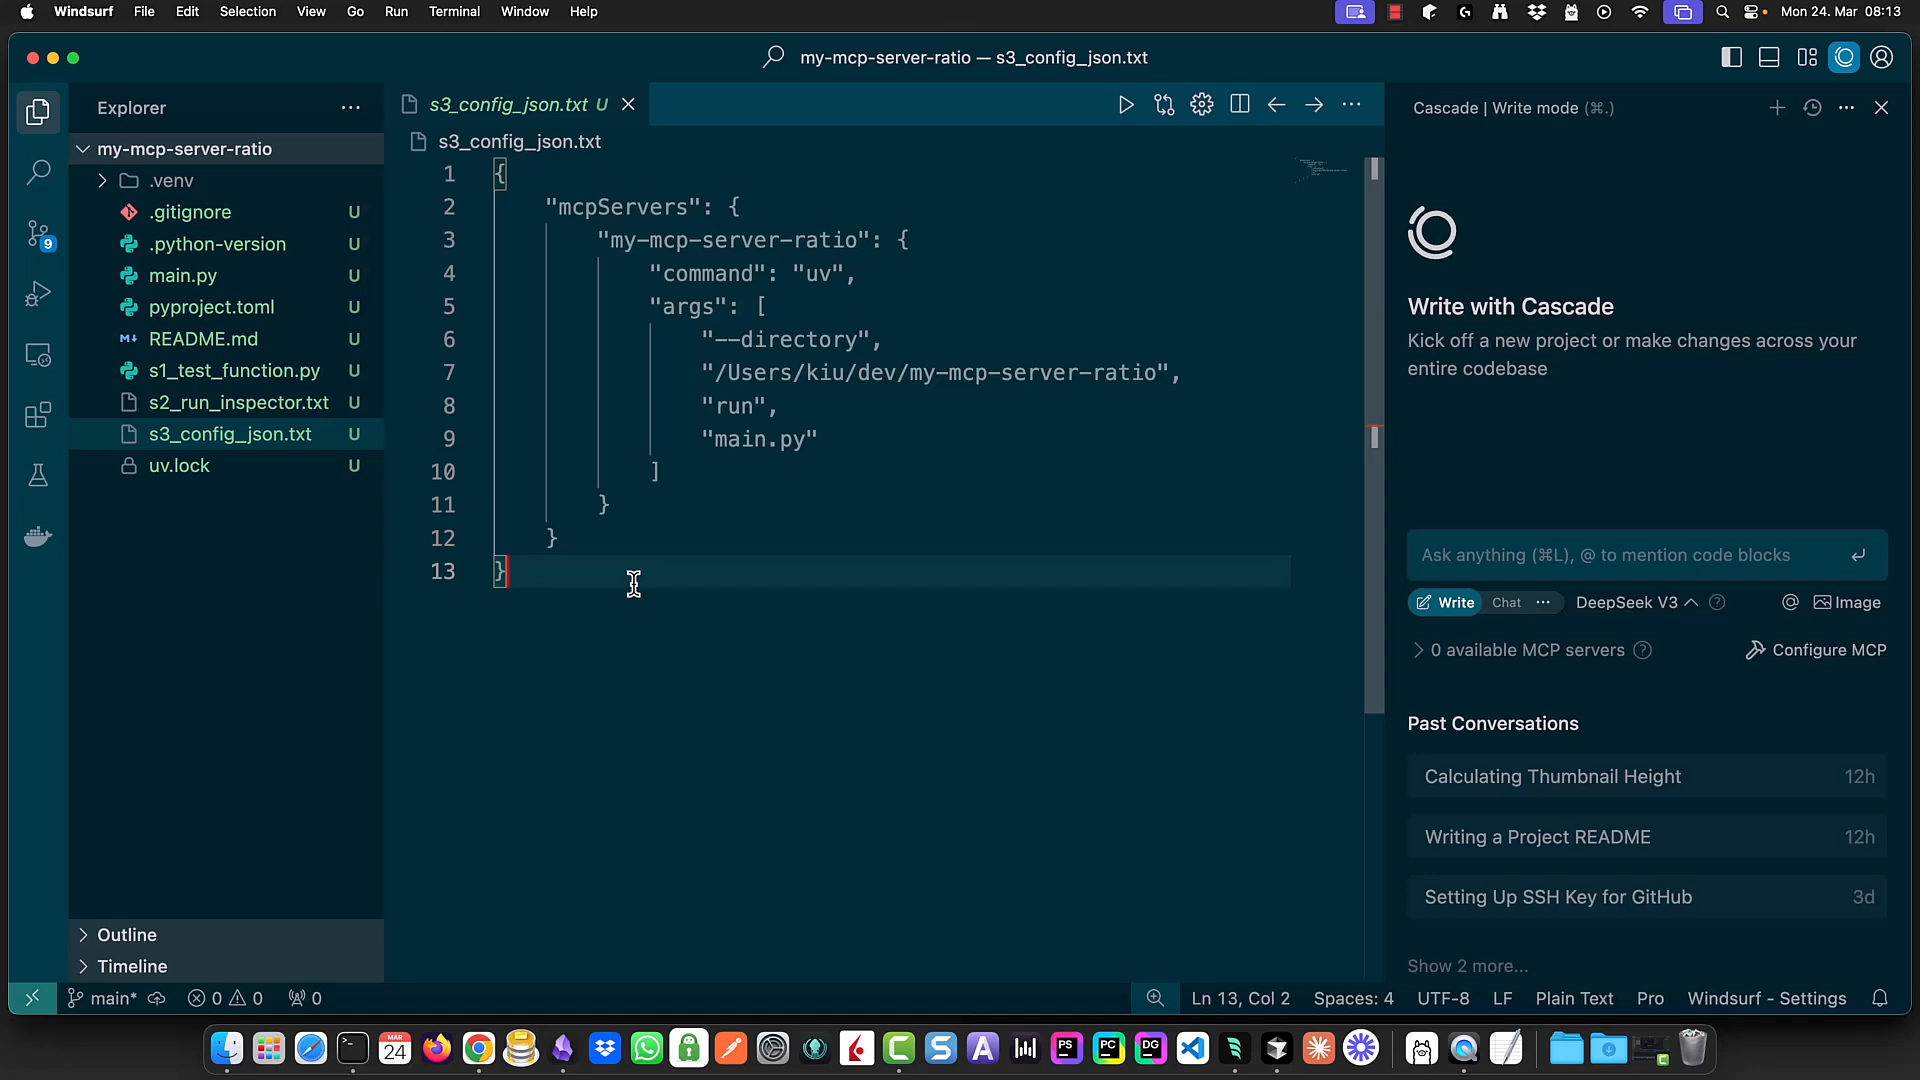 Windsurf File Edit Selection View Go Run Terminal Window Help
Mon 24. Mar 08:13
my-mcp-server-ratio — s3_config_json.txt
Explorer
my-mcp-server-ratio
.venv
.gitignore U
.python-version U
main.py U
pyproject.toml U
README.md U
s1_test_function.py U
s2_run_inspector.txt U
s3_config_json.txt U
uv.lock U
9
Outline
Timeline
s3_config_json.txt U
s3_config_json.txt
1 {
2 "mcpServers": {
3 "my-mcp-server-ratio": {
4 "command": "uv",
5 "args": [
6 "--directory",
7 "/Users/kiu/dev/my-mcp-server-ratio",
8 "run",
9 "main.py"
10 ]
11 }
12 }
13 }
Cascade | Write mode (⌘.)
Write with Cascade
Kick off a new project or make changes across your
entire codebase
Ask anything (⌘L), @ to mention code blocks
Write Chat ··· DeepSeek V3 @ Image
0 available MCP servers Configure MCP
Past Conversations
Calculating Thumbnail Height 12h
Writing a Project README 12h
Setting Up SSH Key for GitHub 3d
Show 2 more...
main* 0 0 0 Ln 13, Col 2 Spaces: 4 UTF-8 LF Plain Text Pro Windsurf - Settings
MAR
24
PS
PC
DG